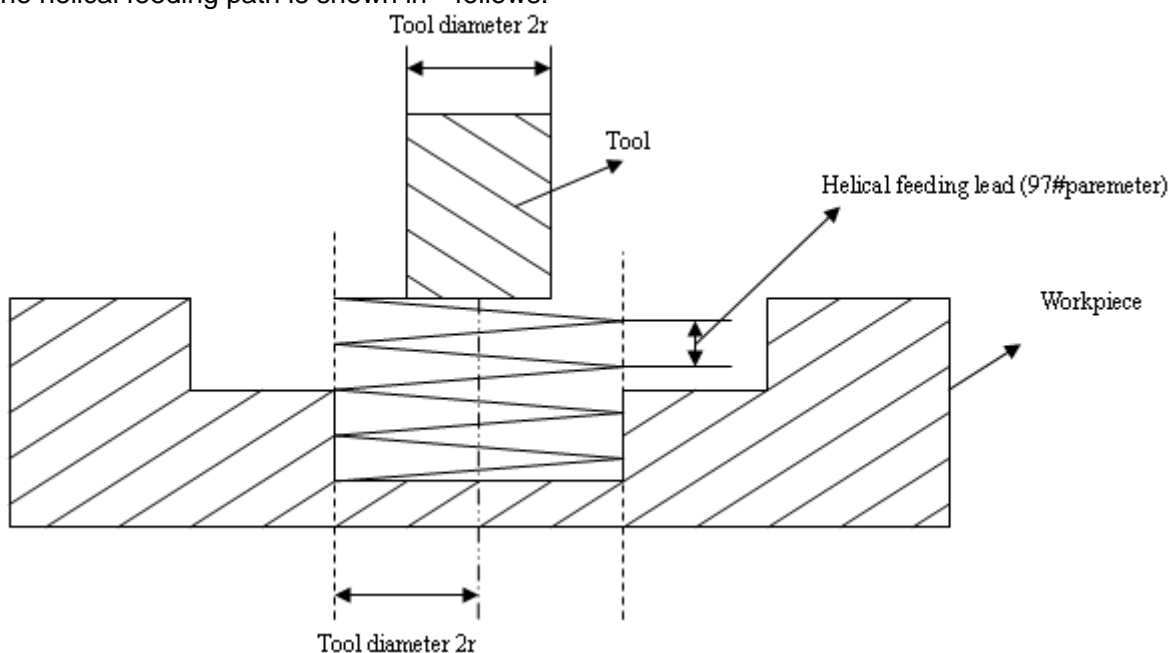 he helical feeding path is shown in follows:
Tool diameter 2r
Tool
Helical feeding lead (97#paremeter)
Workpiece
Tool diameter 2r